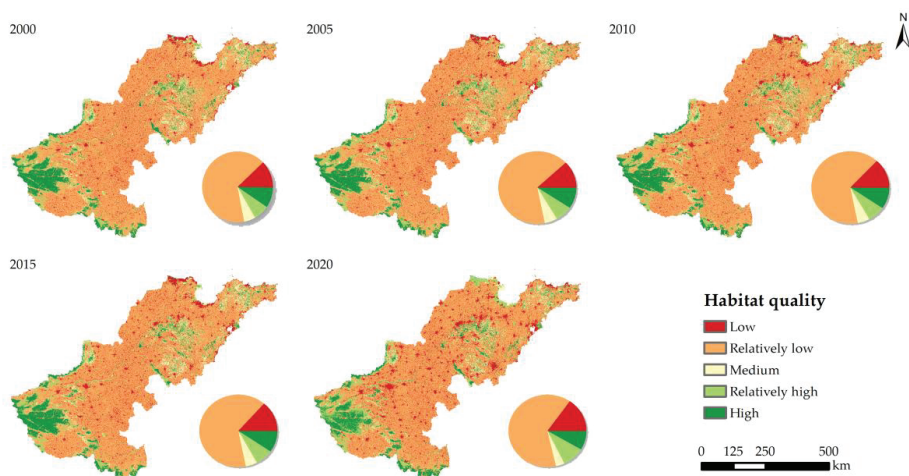 2000
2005
2010
N
2015
2020
Habitat quality
Low
Relatively low
Medium
Relatively high
High
0 125 250 500
km